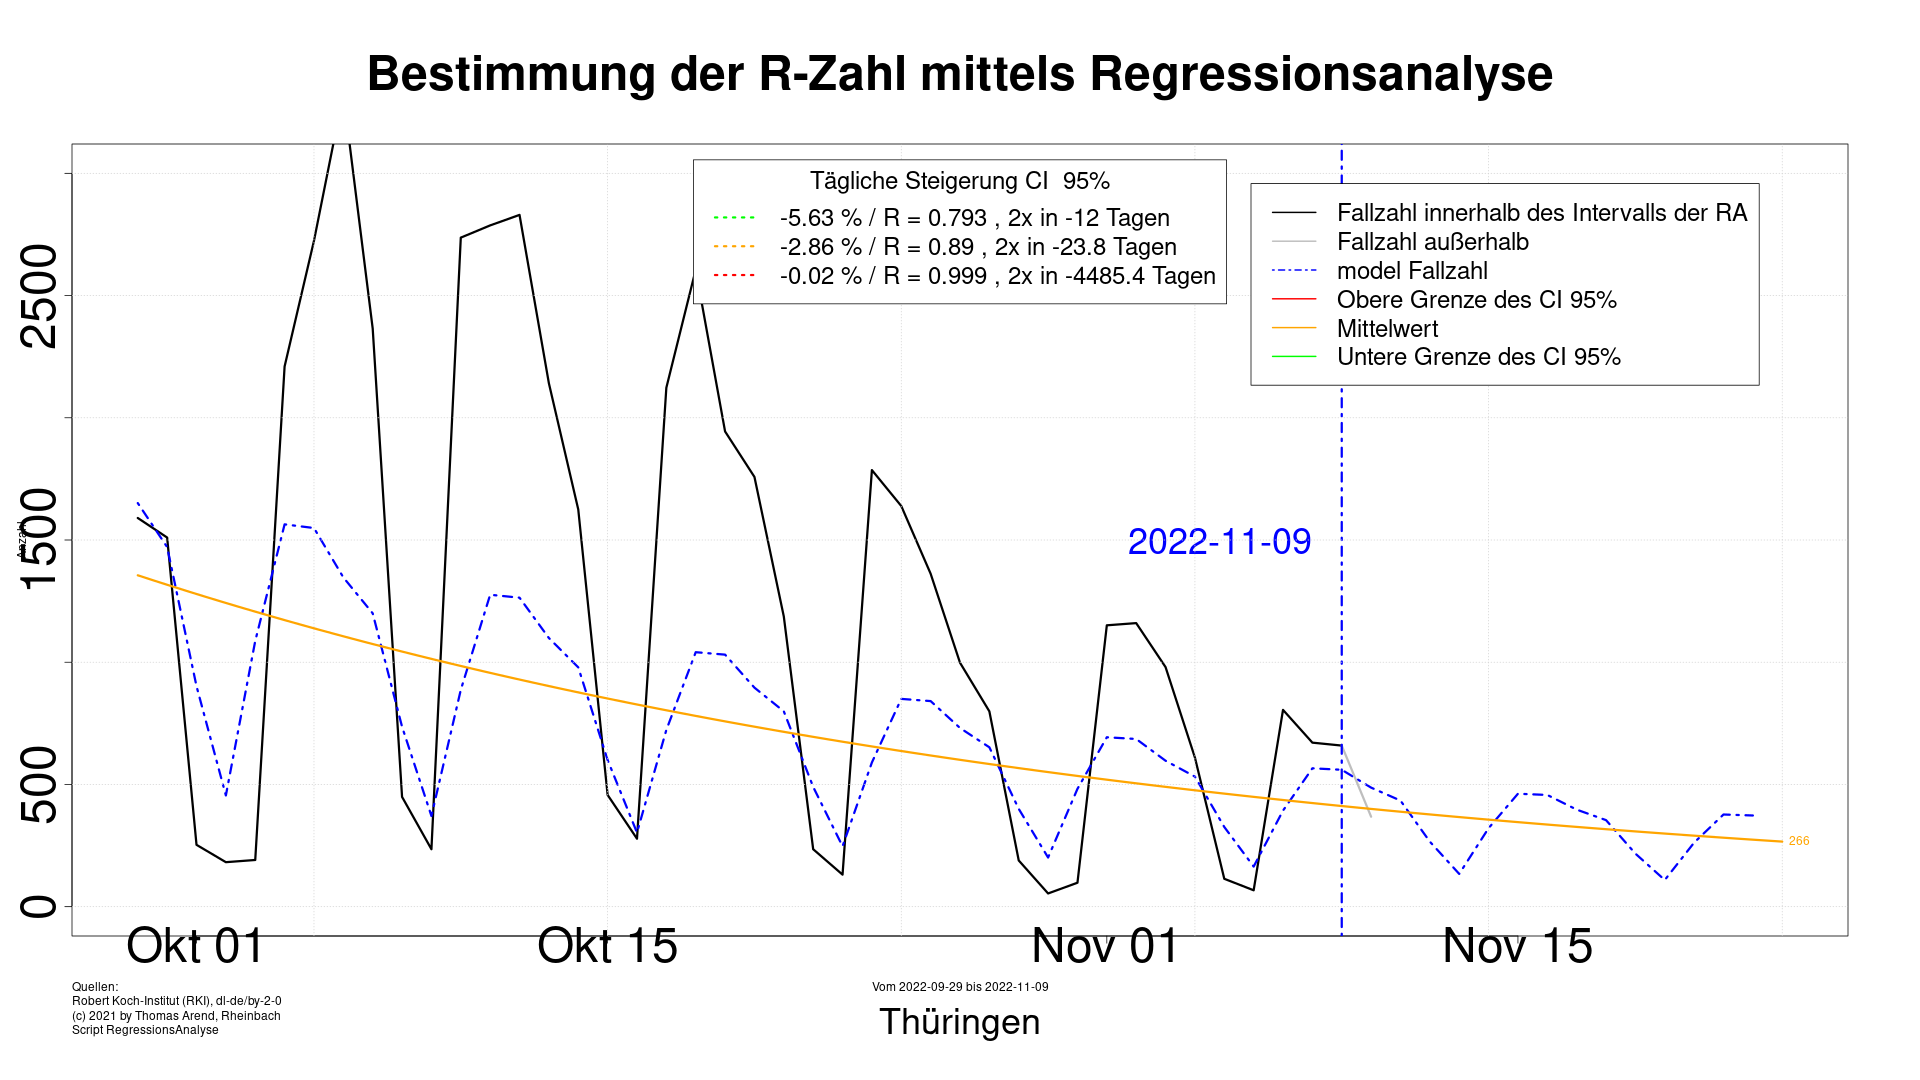 Bestimmung der R-Zahl mittels Regressionsanalyse
Tägliche Steigerung CI  95%
-5.63 % / R = 0.793 , 2x in -12 Tagen
-2.86 % / R = 0.89 , 2x in -23.8 Tagen
-0.02 % / R = 0.999 , 2x in -4485.4 Tagen
Fallzahl innerhalb des Intervalls der RA
Fallzahl außerhalb
model Fallzahl
Obere Grenze des CI 95%
Mittelwert
Untere Grenze des CI 95%
2500
1500
500
0
Anzahl
2022-11-09
266
Okt 01
Okt 15
Nov 01
Nov 15
Quellen:
Robert Koch-Institut (RKI), dl-de/by-2-0
(c) 2021 by Thomas Arend, Rheinbach
Script RegressionsAnalyse
Vom 2022-09-29 bis 2022-11-09
Thüringen